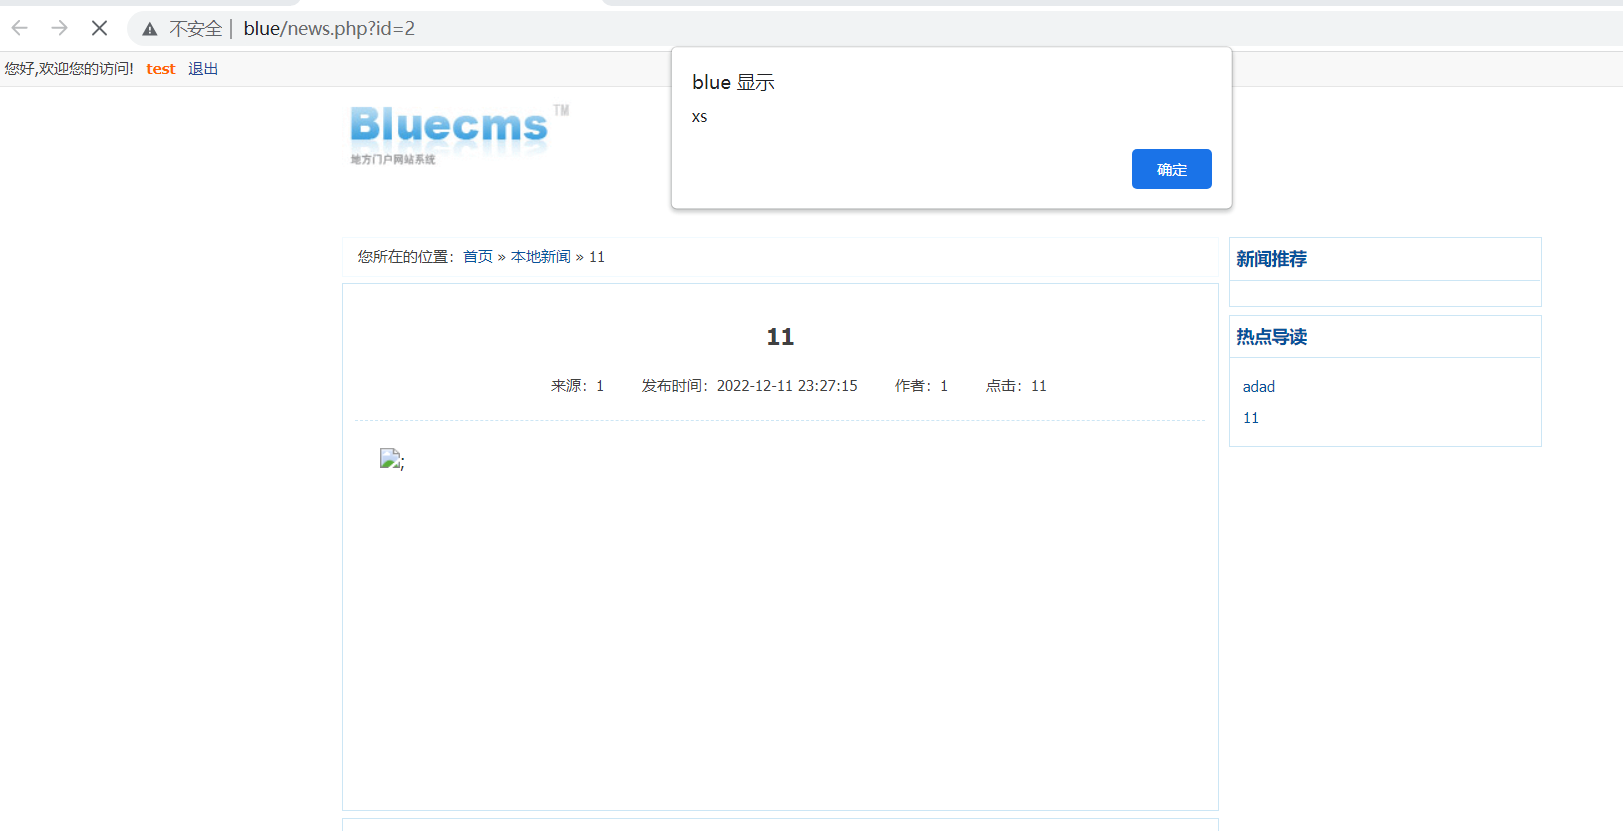 不安全 | blue/news.php?id=2
您好,欢迎您的访问! test 退出
blue 显示
xs
确定
Bluecms TM
地方门户网站系统
您所在的位置：首页 » 本地新闻 » 11
11
来源：1 发布时间：2022-12-11 23:27:15 作者：1 点击：11
;
新闻推荐
热点导读
adad
11